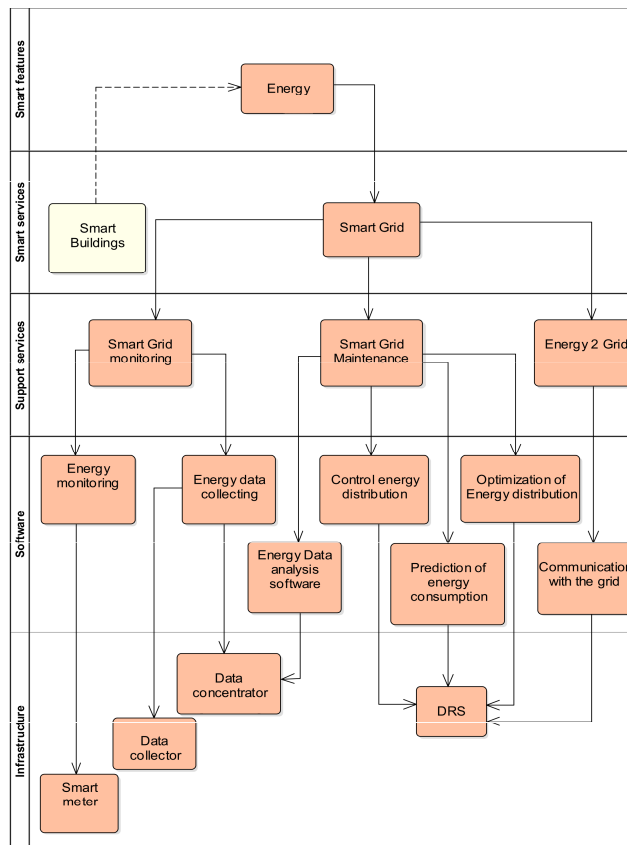 Smart features
Energy
Smart services
Smart
Buildings
Smart Grid
Support services
Smart Grid
monitoring
Smart Grid
Maintenance
Energy 2 Grid
Software
Energy
monitoring
Energy data
collecting
Control energy
distribution
Optimization of
Energy distribution
Energy Data
analysis
software
Prediction of
energy
consumption
Communication
with the grid
Infrastructure
Data
concentrator
DRS
Data
collector
Smart
meter